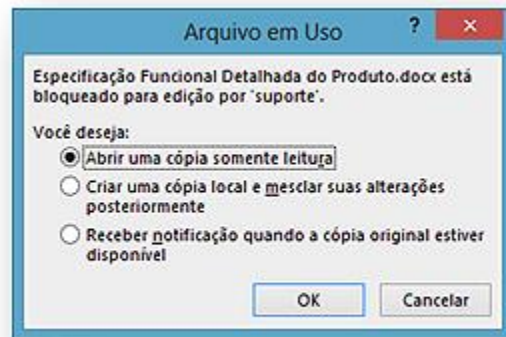 Arquivo em Uso
Especificação Funcional Detalhada do Produto.docx está
bloqueado para edição por 'suporte'.
Você deseja:
Abrir uma cópia somente leitura
Criar uma cópia local e mesclar suas alterações
posteriormente
Receber notificação quando a cópia original estiver
disponível
OK
Cancelar